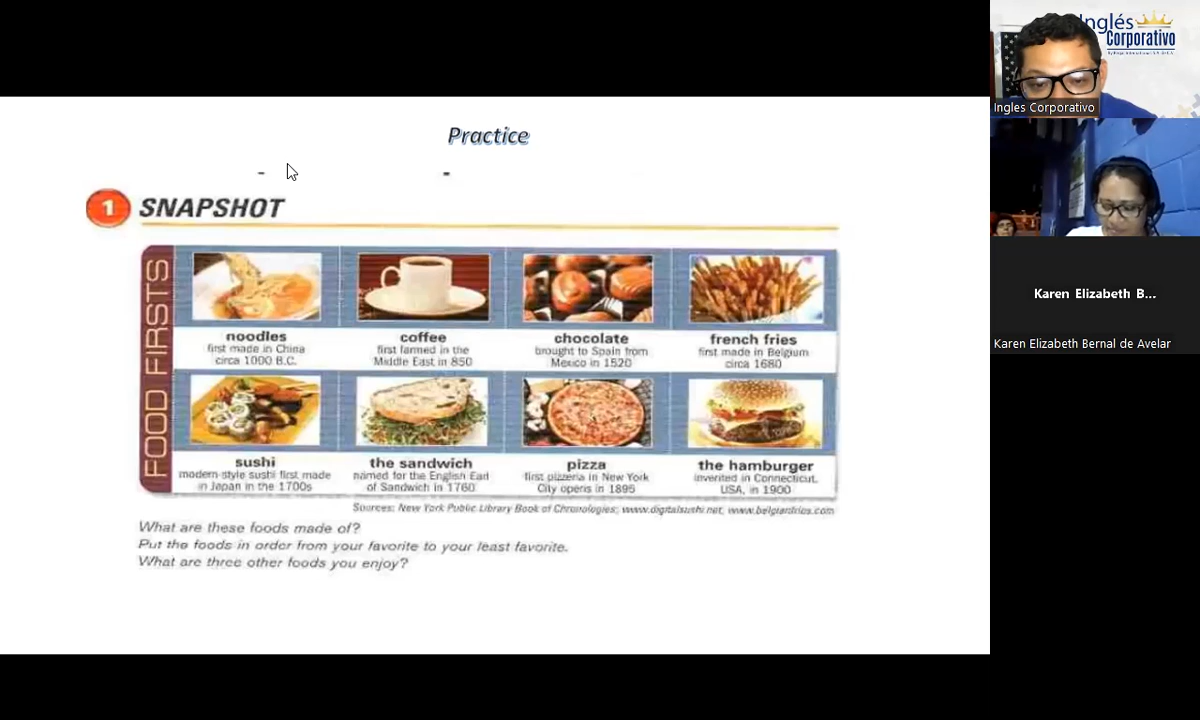 Practice
- -
1 SNAPSHOT
FOOD FIRSTS
noodles
first made in China
circa 1000 B.C.
coffee
first farmed in the
Middle East in 850
chocolate
brought to Spain from
Mexico in 1520
french fries
first made in Belgium
circa 1680
sushi
modern-style sushi first made
in Japan in the 1700s
the sandwich
named for the English Earl
of Sandwich in 1760
pizza
first pizzeria in New York
City opens in 1895
the hamburger
invented in Connecticut,
USA, in 1900
Sources: New York Public Library Book of Chronologies; www.digitalsushi.net; www.belgianfries.com
What are these foods made of?
Put the foods in order from your favorite to your least favorite.
What are three other foods you enjoy?
Inglés
Corporativo
Ingles Corporativo
Karen Elizabeth B...
Karen Elizabeth Bernal de Avelar